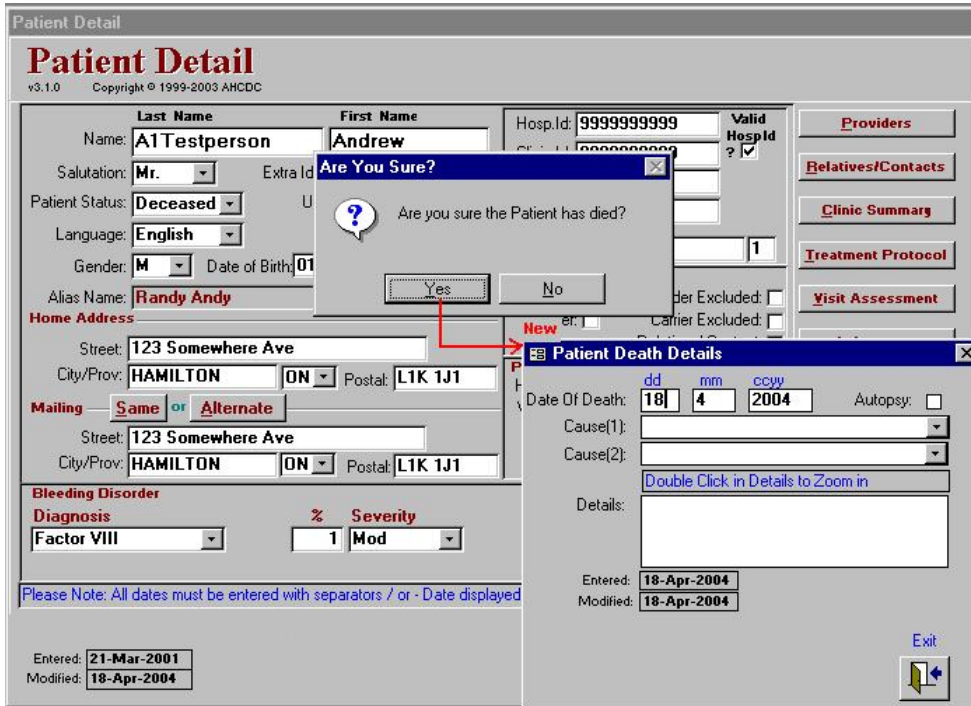 Patient Detail
Patient Detail
v3.1.0 Copyright © 1999-2003 AHCDC
Last Name First Name
Name: A1Testperson Andrew
Salutation: Mr. Extra Id
Patient Status: Deceased U
Language: English
Gender: M Date of Birth: 01
Alias Name: Randy Andy
Home Address
Street: 123 Somewhere Ave
City/Prov: HAMILTON ON Postal: L1K 1J1
Mailing Same or Alternate
Street: 123 Somewhere Ave
City/Prov: HAMILTON ON Postal: L1K 1J1
Bleeding Disorder
Diagnosis % Severity
Factor VIII 1 Mod
Please Note: All dates must be entered with separators / or - Date displayed
Entered: 21-Mar-2001
Modified: 18-Apr-2004
Hosp.Id: 9999999999 Valid HospId ?
1
der Excluded:
er: Carrier Excluded:
Providers
Relatives/Contacts
Clinic Summary
Treatment Protocol
Visit Assessment
Are You Sure?
Are you sure the Patient has died?
Yes No
New
Patient Death Details
dd mm ccyy
Date Of Death: 18 4 2004 Autopsy:
Cause(1):
Cause(2):
Double Click in Details to Zoom in
Details:
Entered: 18-Apr-2004
Modified: 18-Apr-2004
Exit